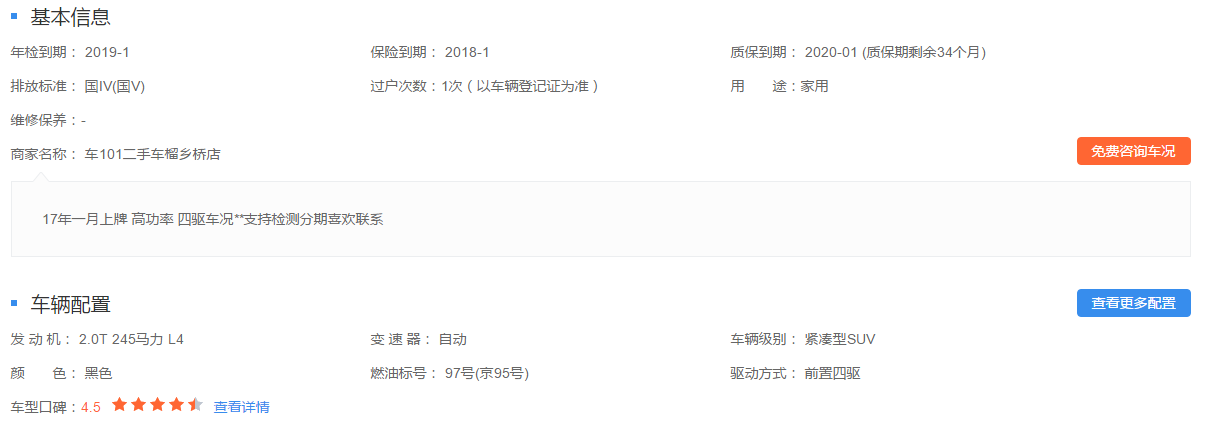 基本信息
年检到期： 2019-1 保险到期： 2018-1 质保到期： 2020-01 (质保期剩余34个月)
排放标准： 国IV(国V) 过户次数：1次（以车辆登记证为准） 用 途：家用
维修保养：-
商家名称： 车101二手车榴乡桥店 免费咨询车况
17年一月上牌 高功率 四驱车况**支持检测分期喜欢联系
车辆配置 查看更多配置
发 动 机： 2.0T 245马力 L4 变 速 器： 自动 车辆级别： 紧凑型SUV
颜 色： 黑色 燃油标号： 97号(京95号) 驱动方式： 前置四驱
车型口碑：4.5 查看详情